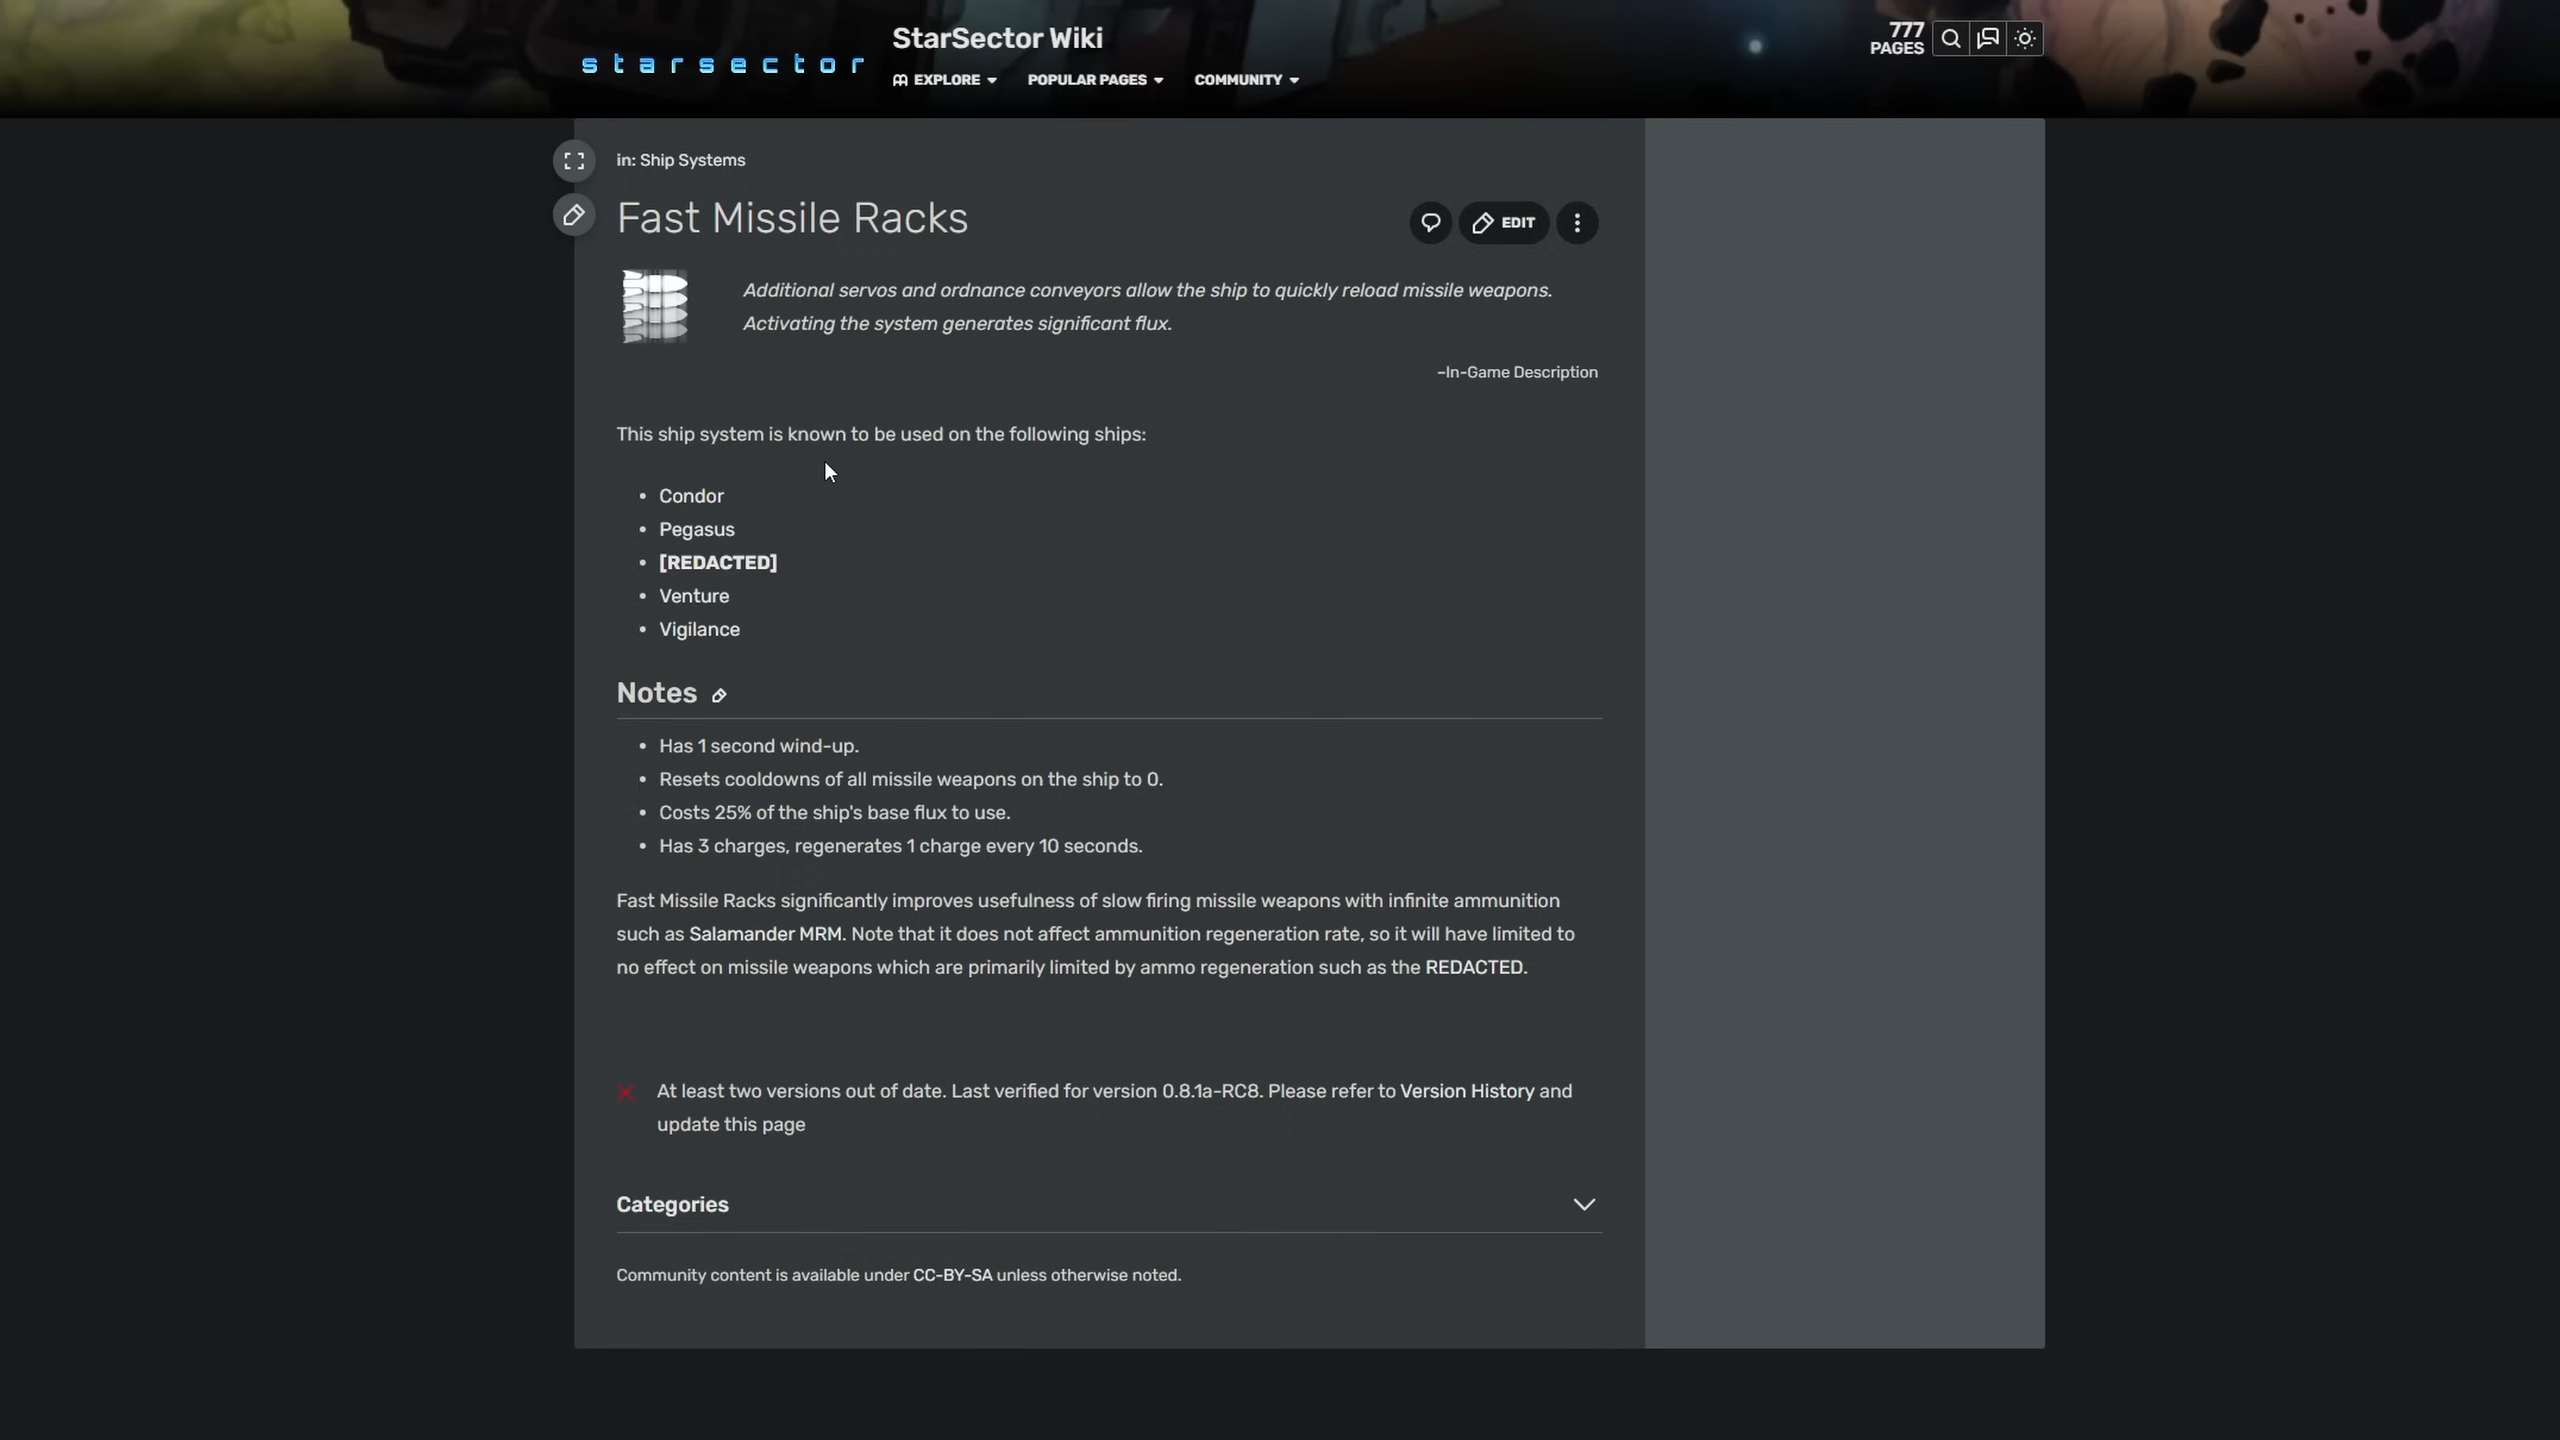 StarSector Wiki
starsector
EXPLORE
POPULAR PAGES
COMMUNITY
777
PAGES
in: Ship Systems
Fast Missile Racks
EDIT
Additional servos and ordnance conveyors allow the ship to quickly reload missile weapons.
Activating the system generates significant flux.
–In-Game Description
This ship system is known to be used on the following ships:
• Condor
• Pegasus
• [REDACTED]
• Venture
• Vigilance
Notes
• Has 1 second wind-up.
• Resets cooldowns of all missile weapons on the ship to 0.
• Costs 25% of the ship's base flux to use.
• Has 3 charges, regenerates 1 charge every 10 seconds.
Fast Missile Racks significantly improves usefulness of slow firing missile weapons with infinite ammunition
such as Salamander MRM. Note that it does not affect ammunition regeneration rate, so it will have limited to
no effect on missile weapons which are primarily limited by ammo regeneration such as the REDACTED.
At least two versions out of date. Last verified for version 0.8.1a-RC8. Please refer to Version History and
update this page
Categories
Community content is available under CC-BY-SA unless otherwise noted.